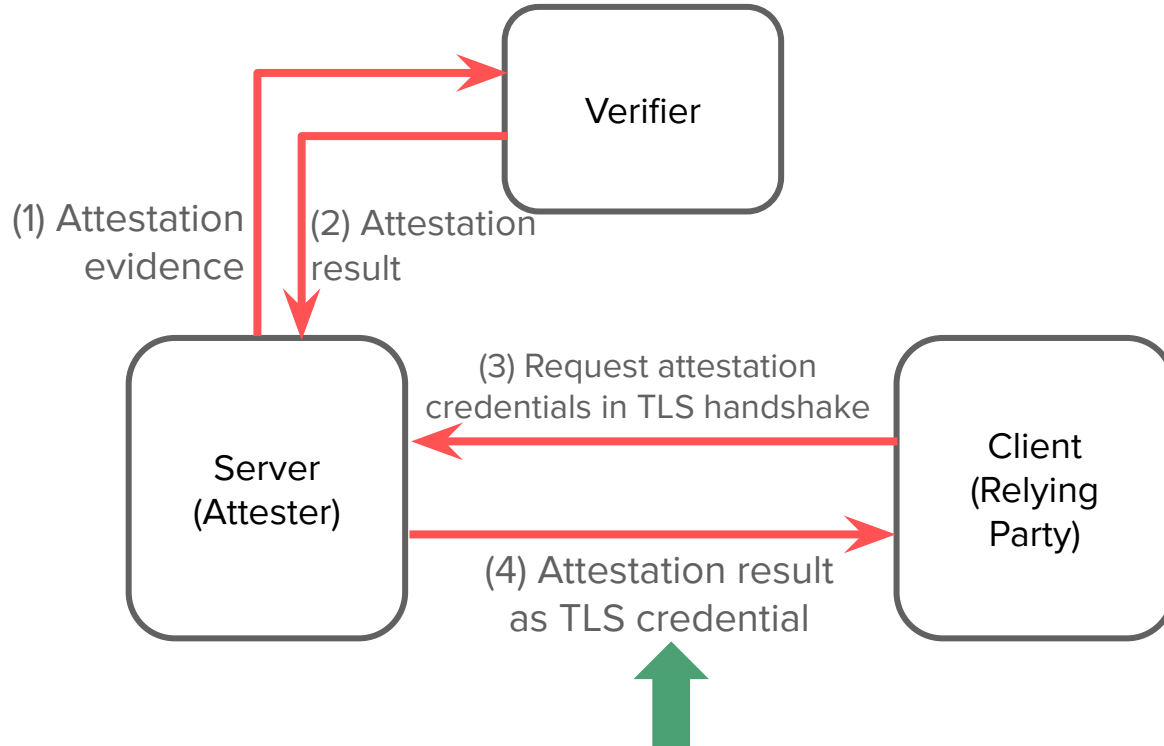 Verifier
(1) Attestation
evidence
(2) Attestation
result
(3) Request attestation
credentials in TLS handshake
Server
(Attester)
Client
(Relying
Party)
(4) Attestation result
as TLS credential